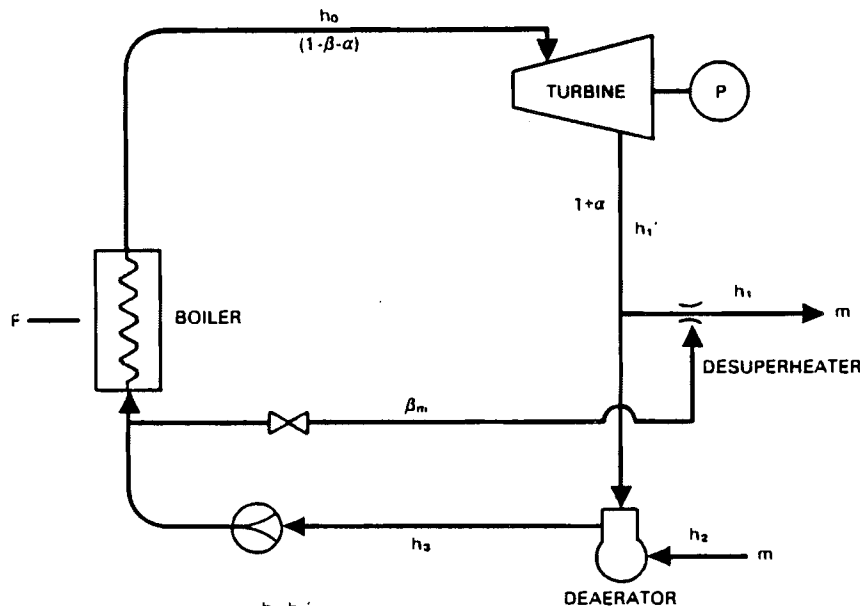 h₀
(1-β-α)
TURBINE
P
1+α
h₁'
h₁
m
F
BOILER
DESUPERHEATER
βm
h₃
h₂
m
DEAERATOR